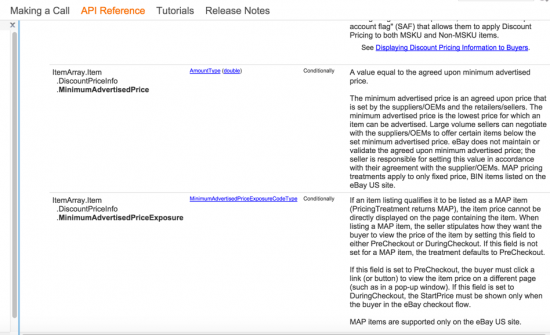 Making a Call API Reference Tutorials Release Notes
account flag" (SAF) that allows them to apply Discount
Pricing to both MSKU and Non-MSKU items.
See Displaying Discount Pricing Information to Buyers.
ItemArray.Item
.DiscountPriceInfo
.MinimumAdvertisedPrice
AmountType (double)
Conditionally
A value equal to the agreed upon minimum advertised
price.
The minimum advertised price is an agreed upon price that
is set by the suppliers/OEMs and the retailers/sellers. The
minimum advertised price is the lowest price for which an
item can be advertised. Large volume sellers can negotiate
with the suppliers/OEMs to offer certain items below the
set minimum advertised price. eBay does not maintain or
validate the agreed upon minimum advertised price; the
seller is responsible for setting this value in accordance
with their agreement with the supplier/OEMs. MAP pricing
treatments apply to only fixed price, BIN items listed on the
eBay US site.
ItemArray.Item
.DiscountPriceInfo
.MinimumAdvertisedPriceExposure
MinimumAdvertisedPriceExposureCodeType
Conditionally
If an item listing qualifies it to be listed as a MAP item
(PricingTreatment returns MAP), the item price cannot be
directly displayed on the page containing the item. When
listing a MAP item, the seller stipulates how they want the
buyer to view the price of the item by setting this field to
either PreCheckout or DuringCheckout. If this field is not
set for a MAP item, the treatment defaults to PreCheckout.
If this field is set to PreCheckout, the buyer must click a
link (or button) to view the item price on a different page
(such as in a pop-up window). If this field is set to
DuringCheckout, the StartPrice must be shown only when
the buyer in the eBay checkout flow.
MAP items are supported only on the eBay US site.